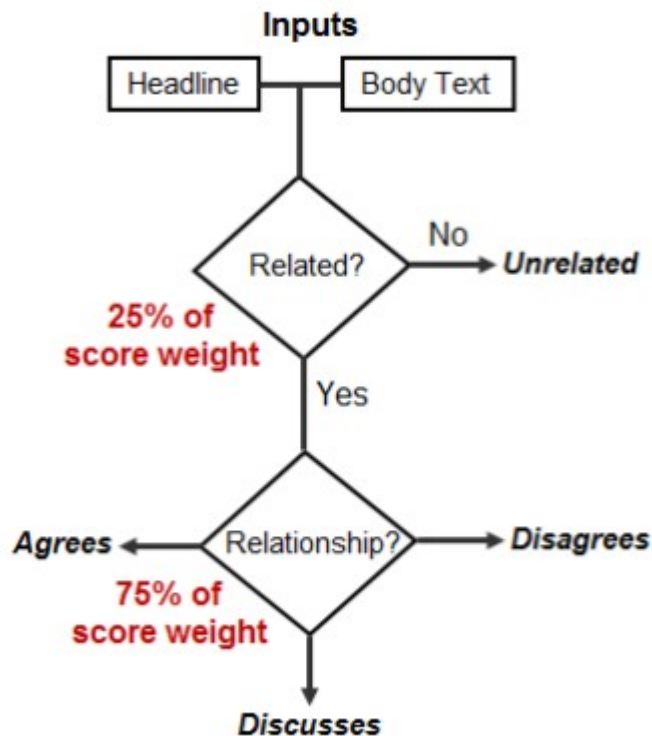 Inputs
Headline
Body Text
Related?
No
Unrelated
25% of
score weight
Yes
Agrees
Relationship?
Disagrees
75% of
score weight
Discusses